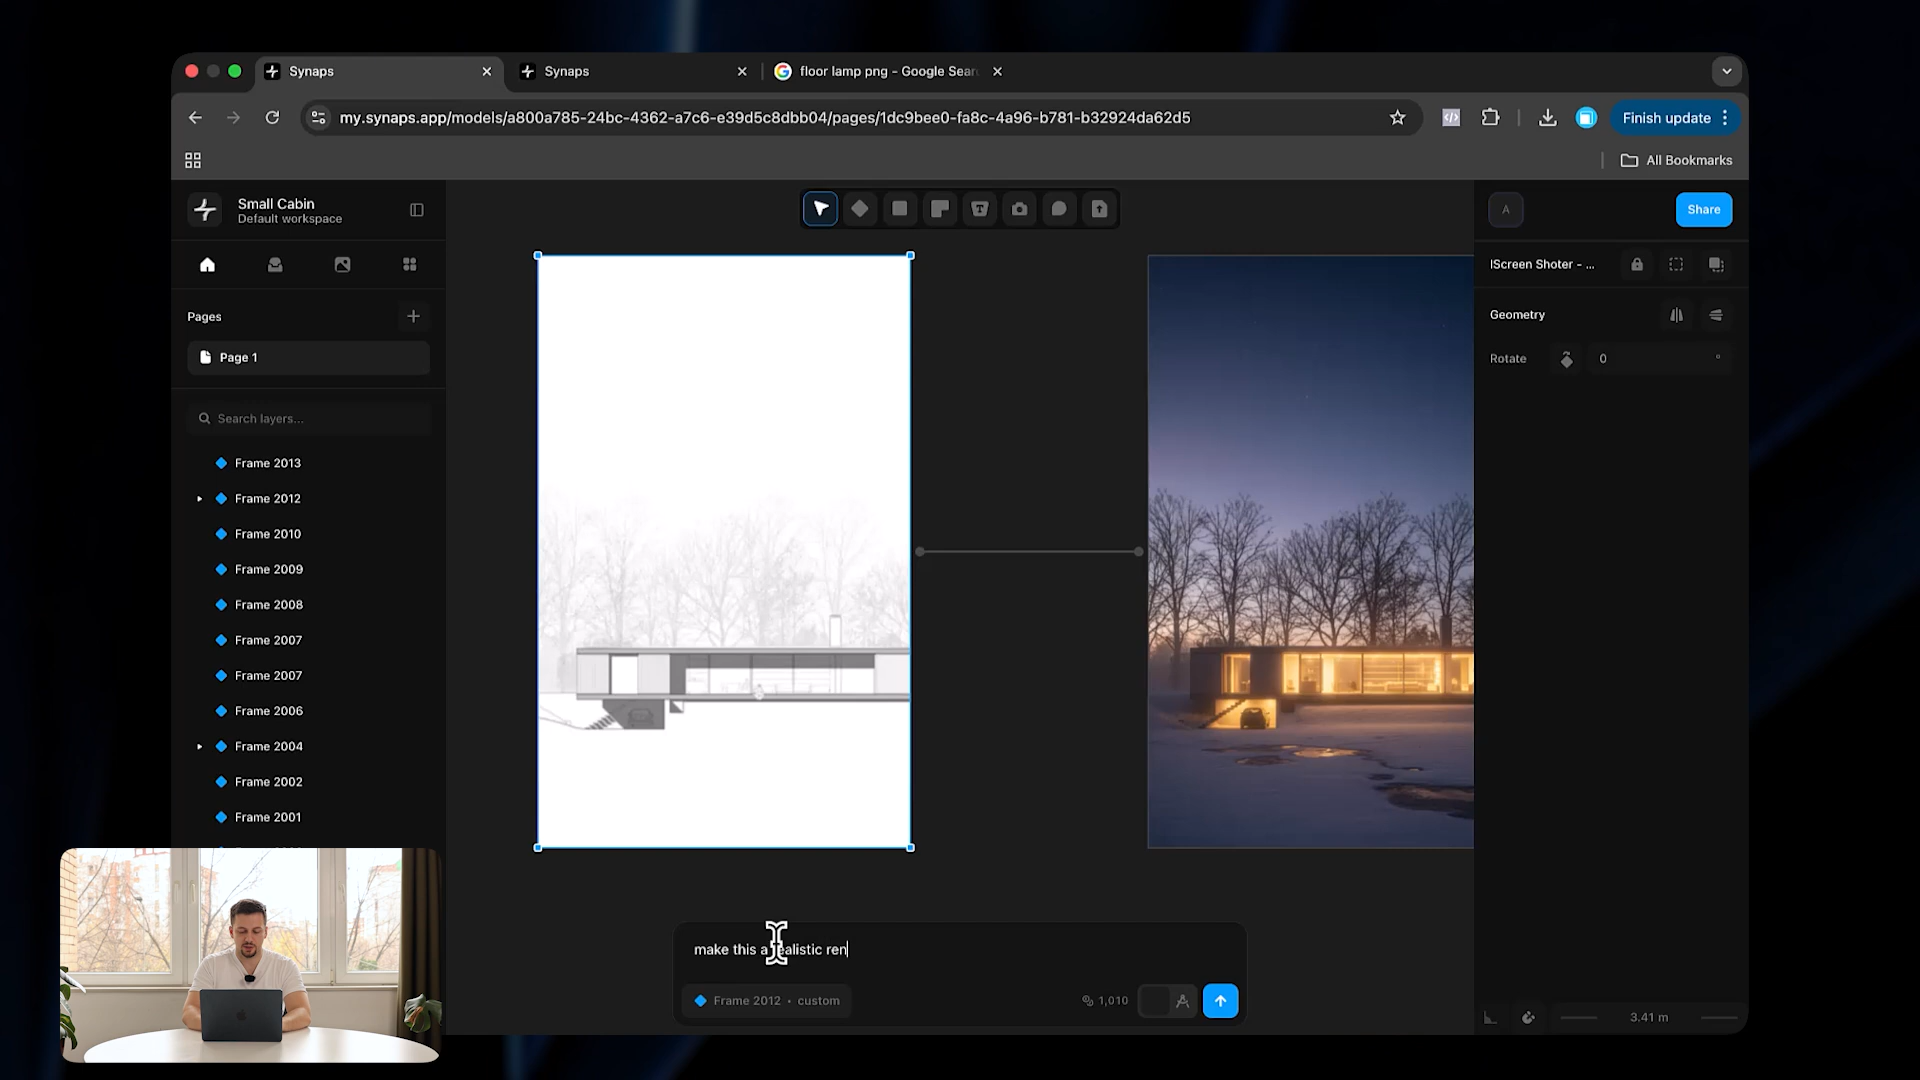 Synaps
Synaps
floor lamp png - Google Sear
my.synaps.app/models/a800a785-24bc-4362-a7c6-e39d5c8dbb04/pages/1dc9bee0-fa8c-4a96-b781-b32924da62d5
Finish update
All Bookmarks
Small Cabin
Default workspace
A
Share
IScreen Shoter - ...
Pages
Geometry
Page 1
Rotate
0
°
Search layers...
Frame 2013
Frame 2012
Frame 2010
Frame 2009
Frame 2008
Frame 2007
Frame 2007
Frame 2006
Frame 2004
Frame 2002
Frame 2001
make this a realistic ren
Frame 2012 • custom
1,010
3.41 m